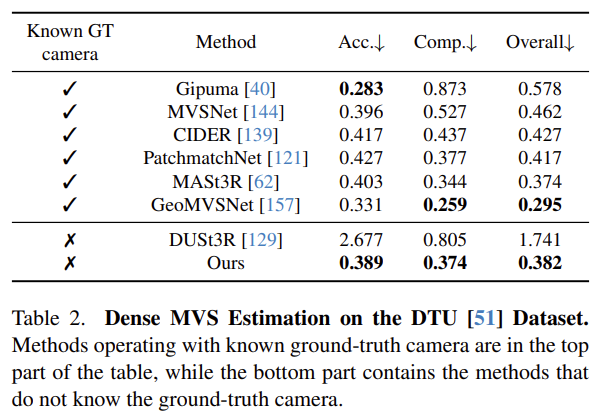 Known GT camera Method Acc.↓ Comp.↓ Overall↓
✓ Gipuma [40] 0.283 0.873 0.578
✓ MVSNet [144] 0.396 0.527 0.462
✓ CIDER [139] 0.417 0.437 0.427
✓ PatchmatchNet [121] 0.427 0.377 0.417
✓ MASt3R [62] 0.403 0.344 0.374
✓ GeoMVSNet [157] 0.331 0.259 0.295
✗ DUSt3R [129] 2.677 0.805 1.741
✗ Ours 0.389 0.374 0.382
Table 2. Dense MVS Estimation on the DTU [51] Dataset.
Methods operating with known ground-truth camera are in the top
part of the table, while the bottom part contains the methods that
do not know the ground-truth camera.